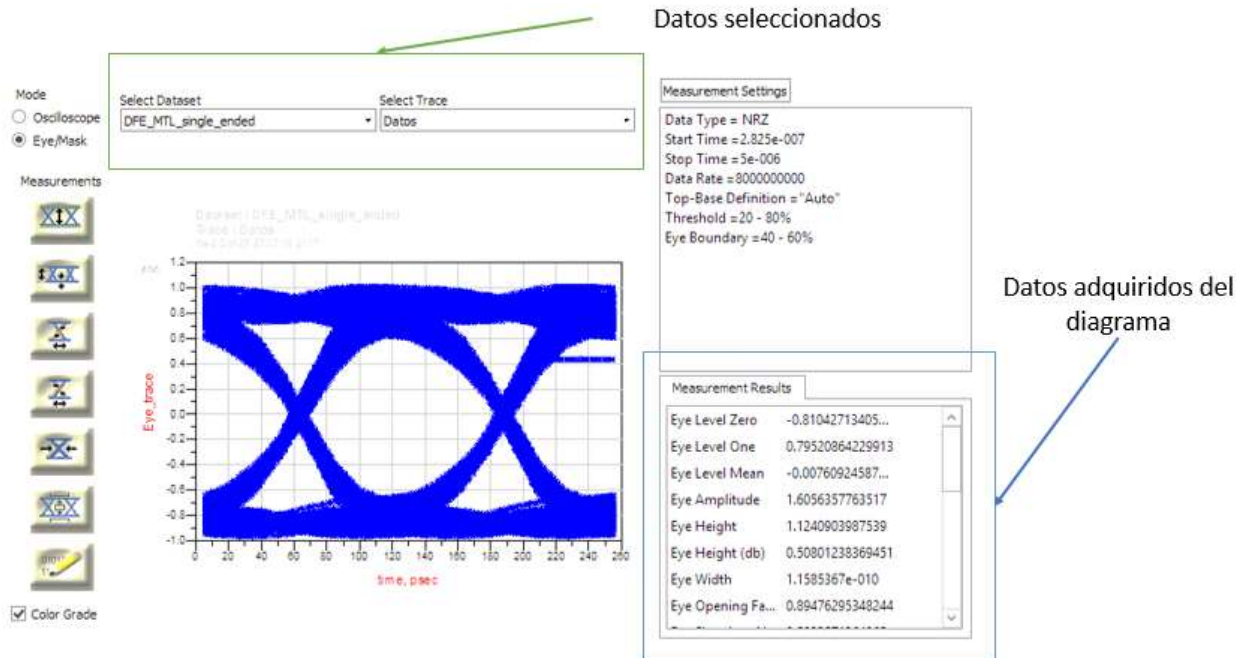 Datos seleccionados
Mode
Oscilloscope
Eye/Mask
Select Dataset
DFE_MTL_single_ended
Select Trace
Datos
Measurement Settings
Data Type = NRZ
Start Time =2.825e-007
Stop Time =5e-006
Data Rate =8000000000
Top-Base Definition ="Auto"
Threshold =20 - 80%
Eye Boundary =40 - 60%
Measurements
Dataset : DFE_MTL_single_ended
Trace : Datos
1.2
1.0
0.8
0.6
0.4
0.2
0.0
-0.2
-0.4
-0.6
-0.8
-1.0
Eye_trace
0 20 40 60 80 100 120 140 160 180 200 220 240 260
time, psec
Color Grade
Datos adquiridos del
diagrama
Measurement Results
Eye Level Zero -0.81042713405...
Eye Level One 0.79520864229913
Eye Level Mean -0.00760924587...
Eye Amplitude 1.6056357763517
Eye Height 1.1240903987539
Eye Height (db) 0.50801238369451
Eye Width 1.1585367e-010
Eye Opening Fa... 0.89476295348244